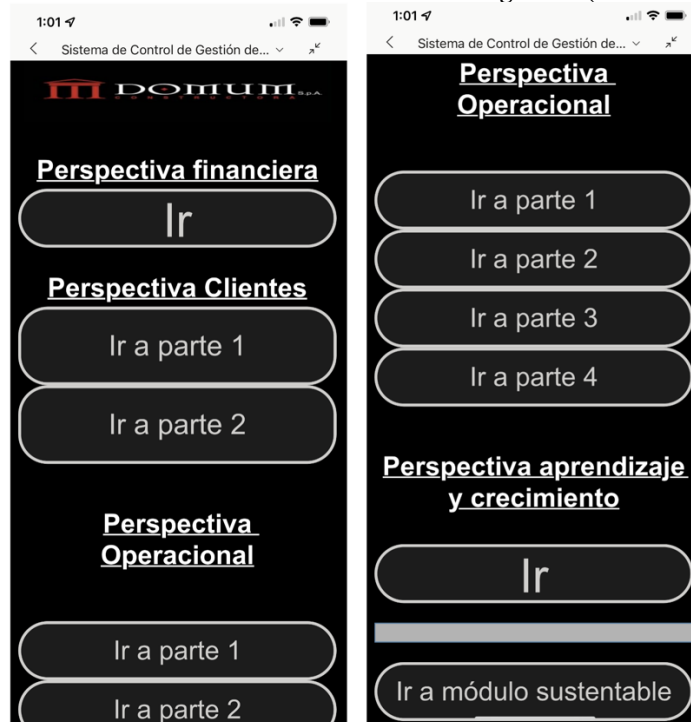 1:01
Sistema de Control de Gestión de...
DOMUM S.p.A.
CONSTRUCTORA
Perspectiva financiera
Ir
Perspectiva Clientes
Ir a parte 1
Ir a parte 2
Perspectiva
Operacional
Ir a parte 1
Ir a parte 2
1:01
Sistema de Control de Gestión de...
Perspectiva
Operacional
Ir a parte 1
Ir a parte 2
Ir a parte 3
Ir a parte 4
Perspectiva aprendizaje
y crecimiento
Ir
Ir a módulo sustentable